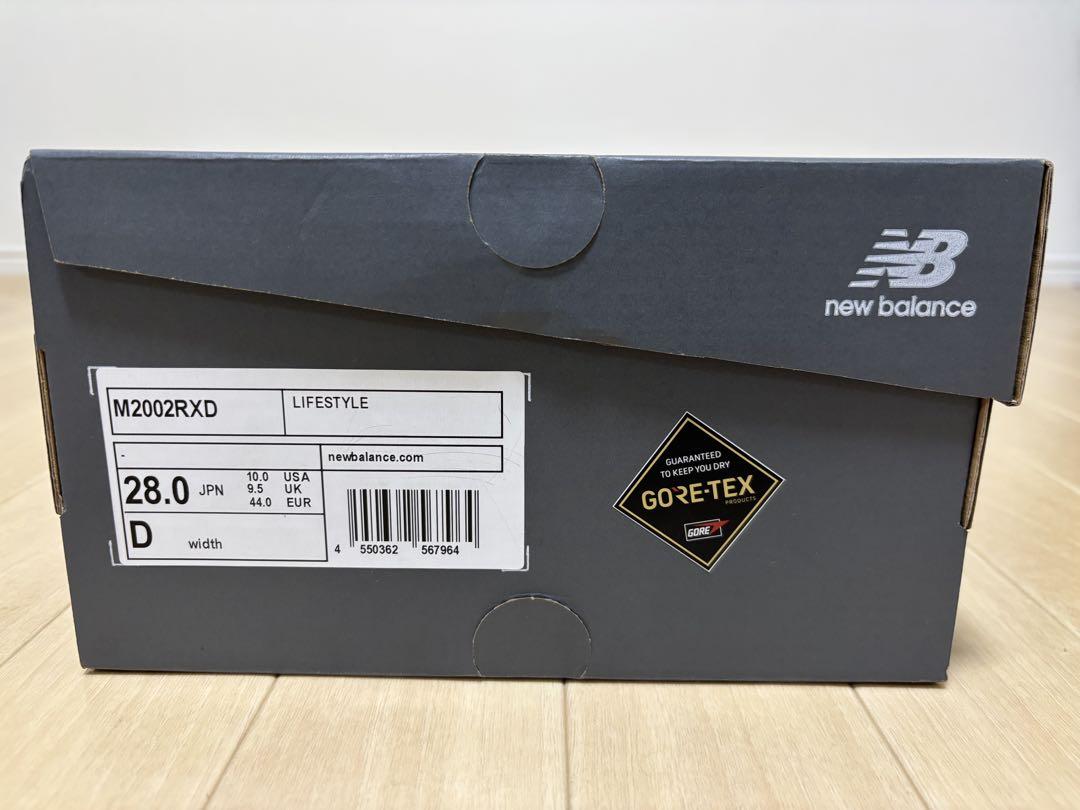 NB
new balance
M2002RXD
LIFESTYLE
-
newbalance.com
28.0 JPN
10.0 USA
9.5 UK
44.0 EUR
D width
4 550362 567964
GUARANTEED
TO KEEP YOU DRY
GORE-TEX
PRODUCTS
GORE